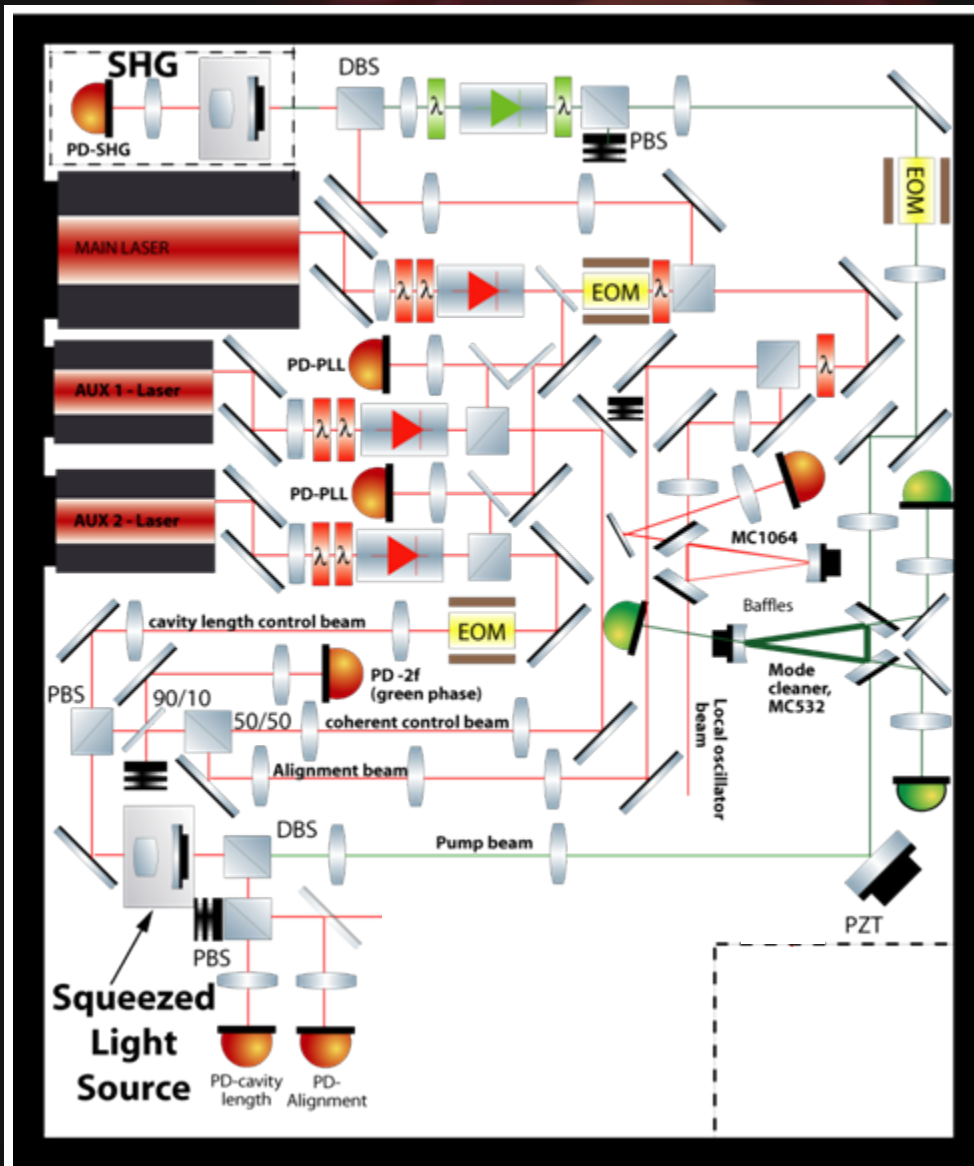 SHG
DBS
λ
λ
PBS
PD-SHG
EOM
MAIN LASER
λ
λ
EOM
λ
PD-PLL
λ
AUX 1 - Laser
λ
λ
PD-PLL
AUX 2 - Laser
λ
λ
MC1064
Baffles
cavity length control beam
EOM
PD -2f
(green phase)
Mode
cleaner,
MC532
PBS
90/10
50/50
coherent control beam
Local oscillator
beam
Alignment beam
DBS
Pump beam
PZT
PBS
Squeezed
Light
Source
PD-cavity
length
PD-
Alignment